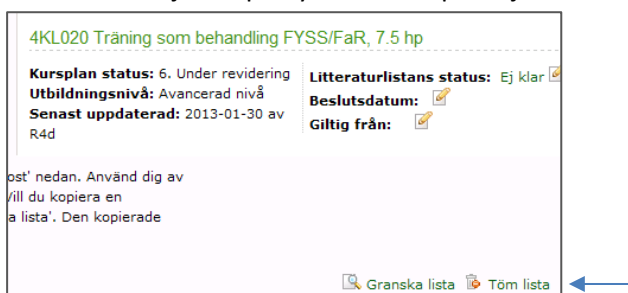 4KL020 Träning som behandling FYSS/FaR, 7.5 hp
Kursplan status: 6. Under revidering
Utbildningsnivå: Avancerad nivå
Senast uppdaterad: 2013-01-30 av
R4d
Litteraturlistans status: Ej klar
Beslutsdatum:
Giltig från:
ost' nedan. Använd dig av
Vill du kopiera en
a lista'. Den kopierade
Granska lista Töm lista